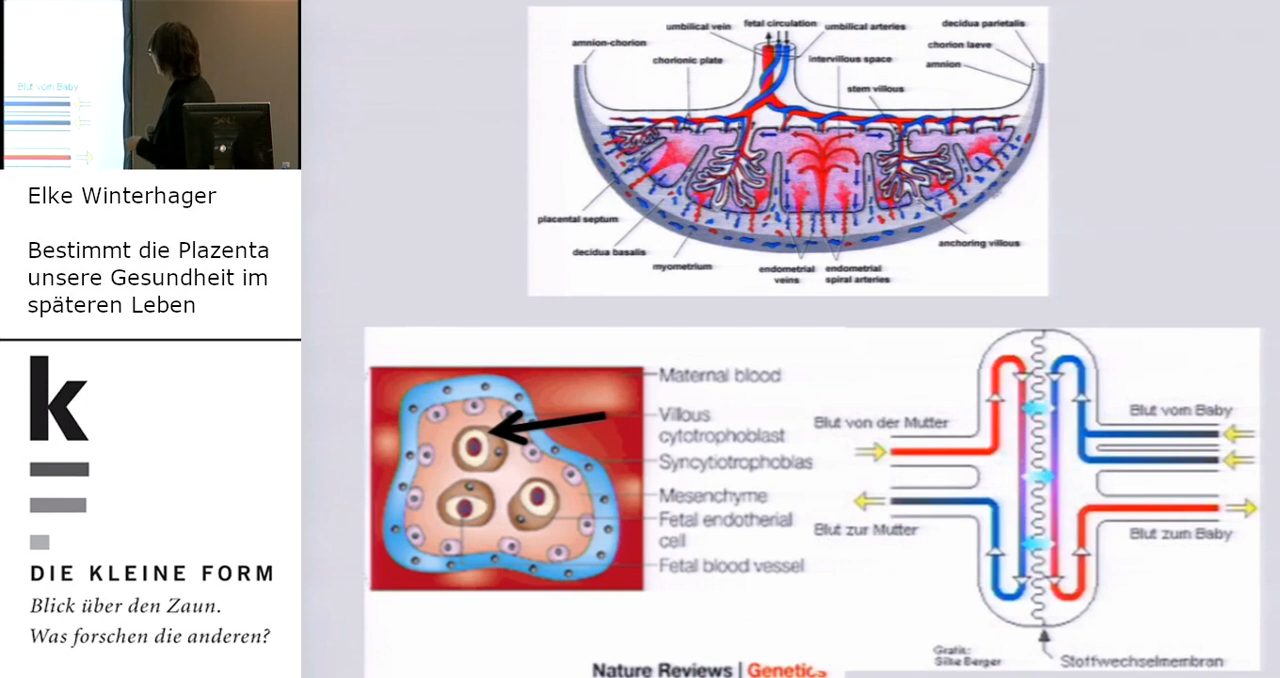 Blut vom Baby
DELL
Elke Winterhager
Bestimmt die Plazenta
unsere Gesundheit im
späteren Leben
k
DIE KLEINE FORM
Blick über den Zaun.
Was forschen die anderen?
umbilical vein
fetal circulation
umbilical arteries
decidua parietalis
amnion-chorion
chorion laeve
chorionic plate
intervillous space
amnion
stem villous
placental septum
decidua basalis
myometrium
endometrial
veins
endometrial
spiral arteries
anchoring villous
Maternal blood
Villous
cytotrophoblast
Syncytiotrophoblas
Mesenchyme
Fetal endotherial
cell
Fetal blood vessel
Nature Reviews | Genetics
Blut von der Mutter
Blut vom Baby
Blut zur Mutter
Blut zum Baby
Grafik:
Silke Berger
Stoffwechselmembran